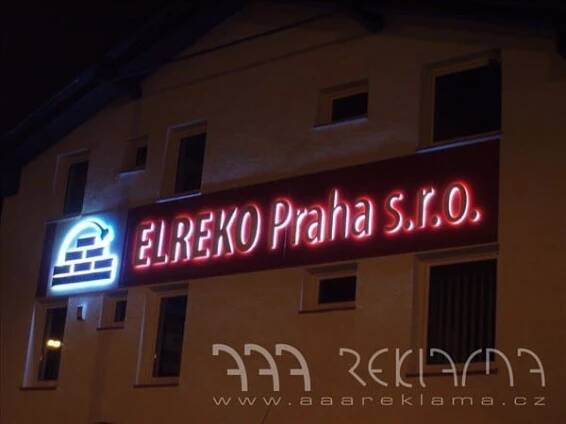 ELREKO Praha s.r.o.
AAA REKLAMA
www.aaareklama.cz